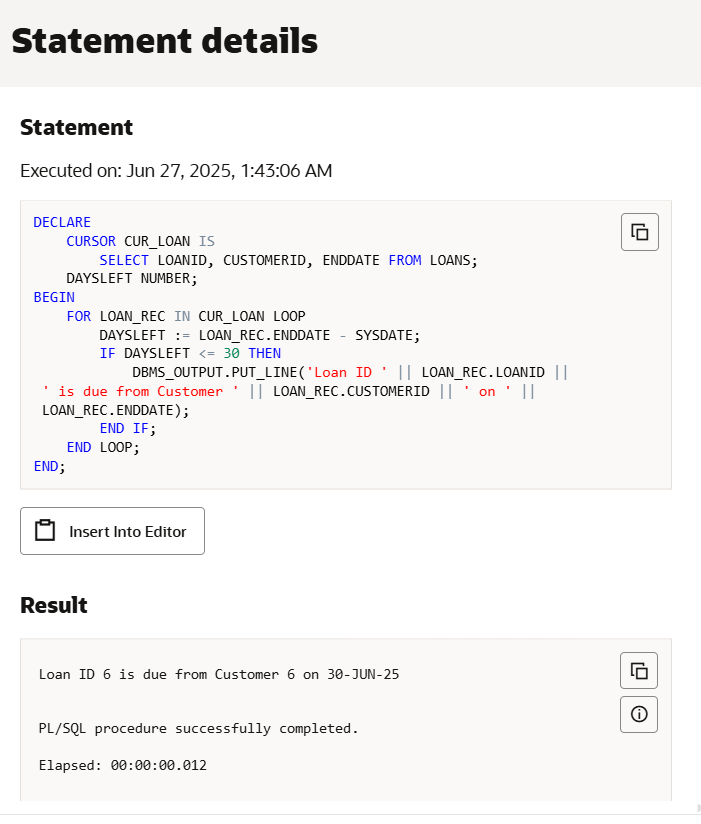 Statement details
Statement
Executed on: Jun 27, 2025, 1:43:06 AM
DECLARE
    CURSOR CUR_LOAN IS
        SELECT LOANID, CUSTOMERID, ENDDATE FROM LOANS;
    DAYSLEFT NUMBER;
BEGIN
    FOR LOAN_REC IN CUR_LOAN LOOP
        DAYSLEFT := LOAN_REC.ENDDATE - SYSDATE;
        IF DAYSLEFT <= 30 THEN
            DBMS_OUTPUT.PUT_LINE('Loan ID ' || LOAN_REC.LOANID ||
 ' is due from Customer ' || LOAN_REC.CUSTOMERID || ' on ' ||
 LOAN_REC.ENDDATE);
        END IF;
    END LOOP;
END;
Insert Into Editor
Result
Loan ID 6 is due from Customer 6 on 30-JUN-25
PL/SQL procedure successfully completed.
Elapsed: 00:00:00.012